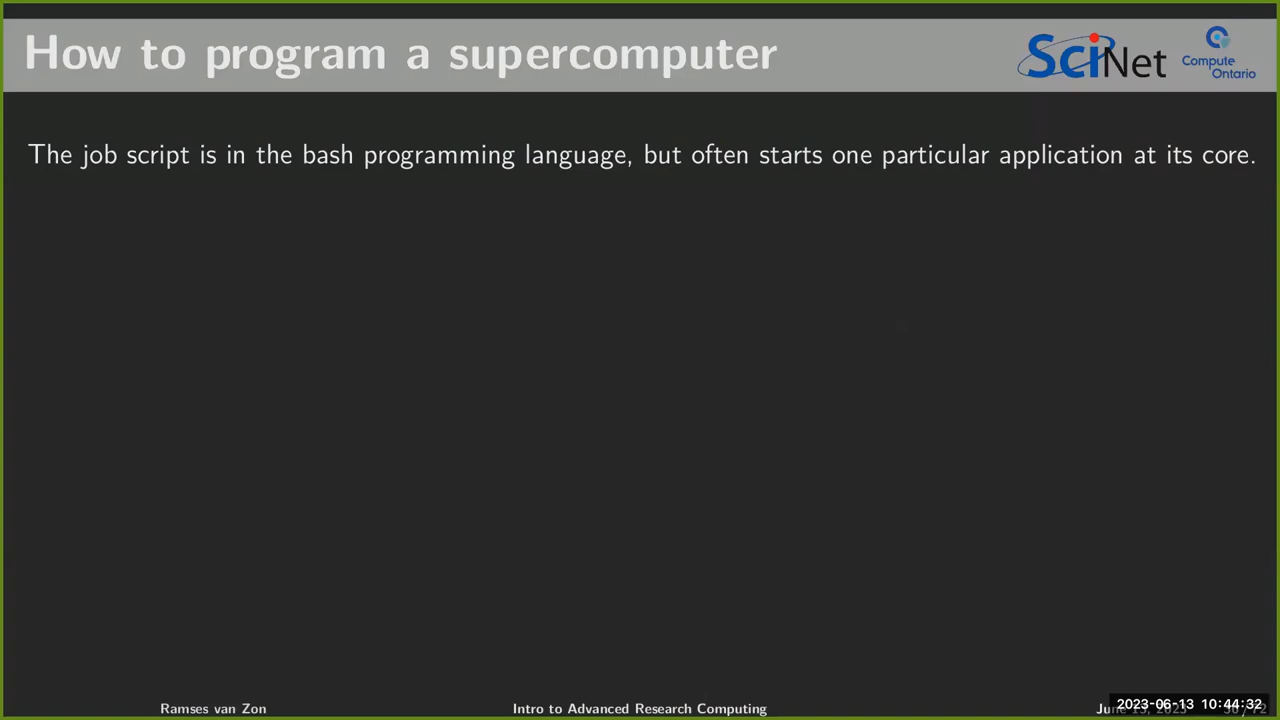 How to program a supercomputer
SciNet
Compute
Ontario
The job script is in the bash programming language, but often starts one particular application at its core.
Ramses van Zon
Intro to Advanced Research Computing
2023-06-13 10:44:32